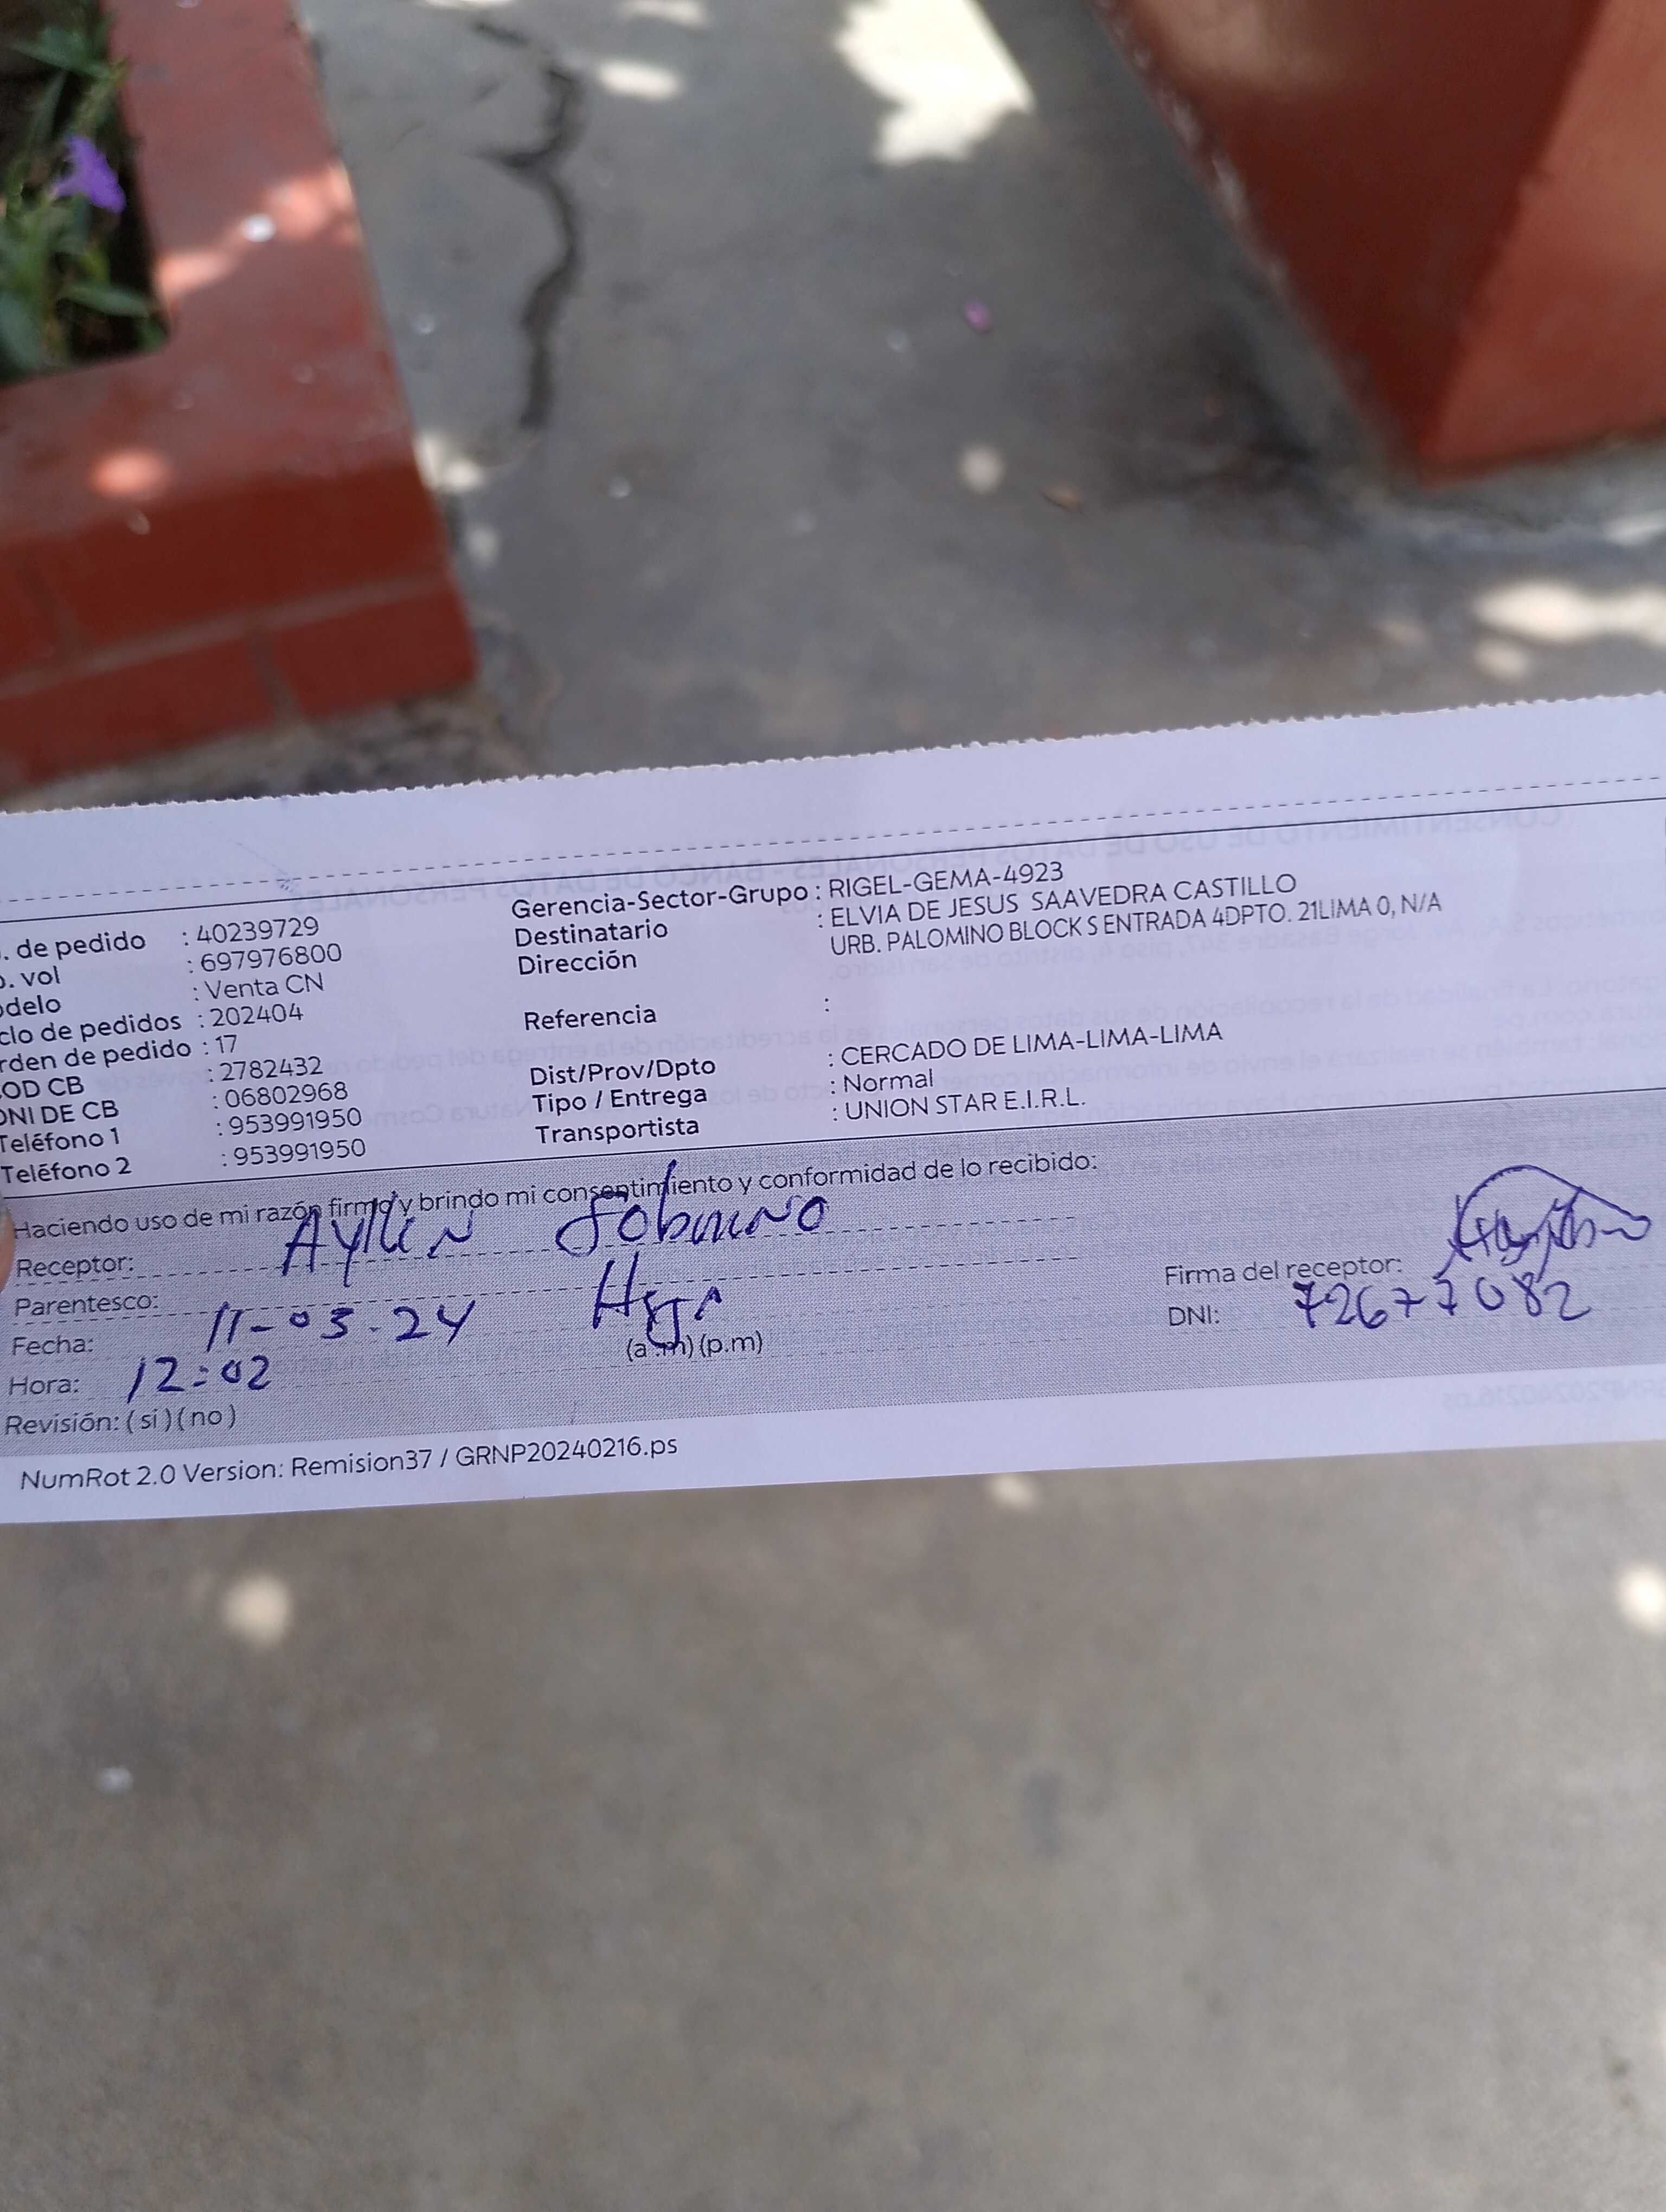 . de pedido : 40239729
o. vol : 697976800
odelo : Venta CN
clo de pedidos : 202404
rden de pedido : 17
OD CB : 2782432
DNI DE CB : 06802968
Teléfono 1 : 953991950
Teléfono 2 : 953991950
Gerencia-Sector-Grupo : RIGEL-GEMA-4923
Destinatario : ELVIA DE JESUS SAAVEDRA CASTILLO
Dirección URB. PALOMINO BLOCK S ENTRADA 4DPTO. 21LIMA 0, N/A
Referencia :
Dist/Prov/Dpto : CERCADO DE LIMA-LIMA-LIMA
Tipo / Entrega : Normal
Transportista : UNION STAR E.I.R.L.
Haciendo uso de mi razón firmo y brindo mi consentimiento y conformidad de lo recibido:
Receptor: Ayllin
Parentesco: Hija
Fecha: 11-03-24
Hora: 12:02 (a.m) (p.m)
Revisión: (si) (no)
Firma del receptor:
DNI: 72677082
NumRot 2.0 Version: Remision37 / GRNP20240216.ps